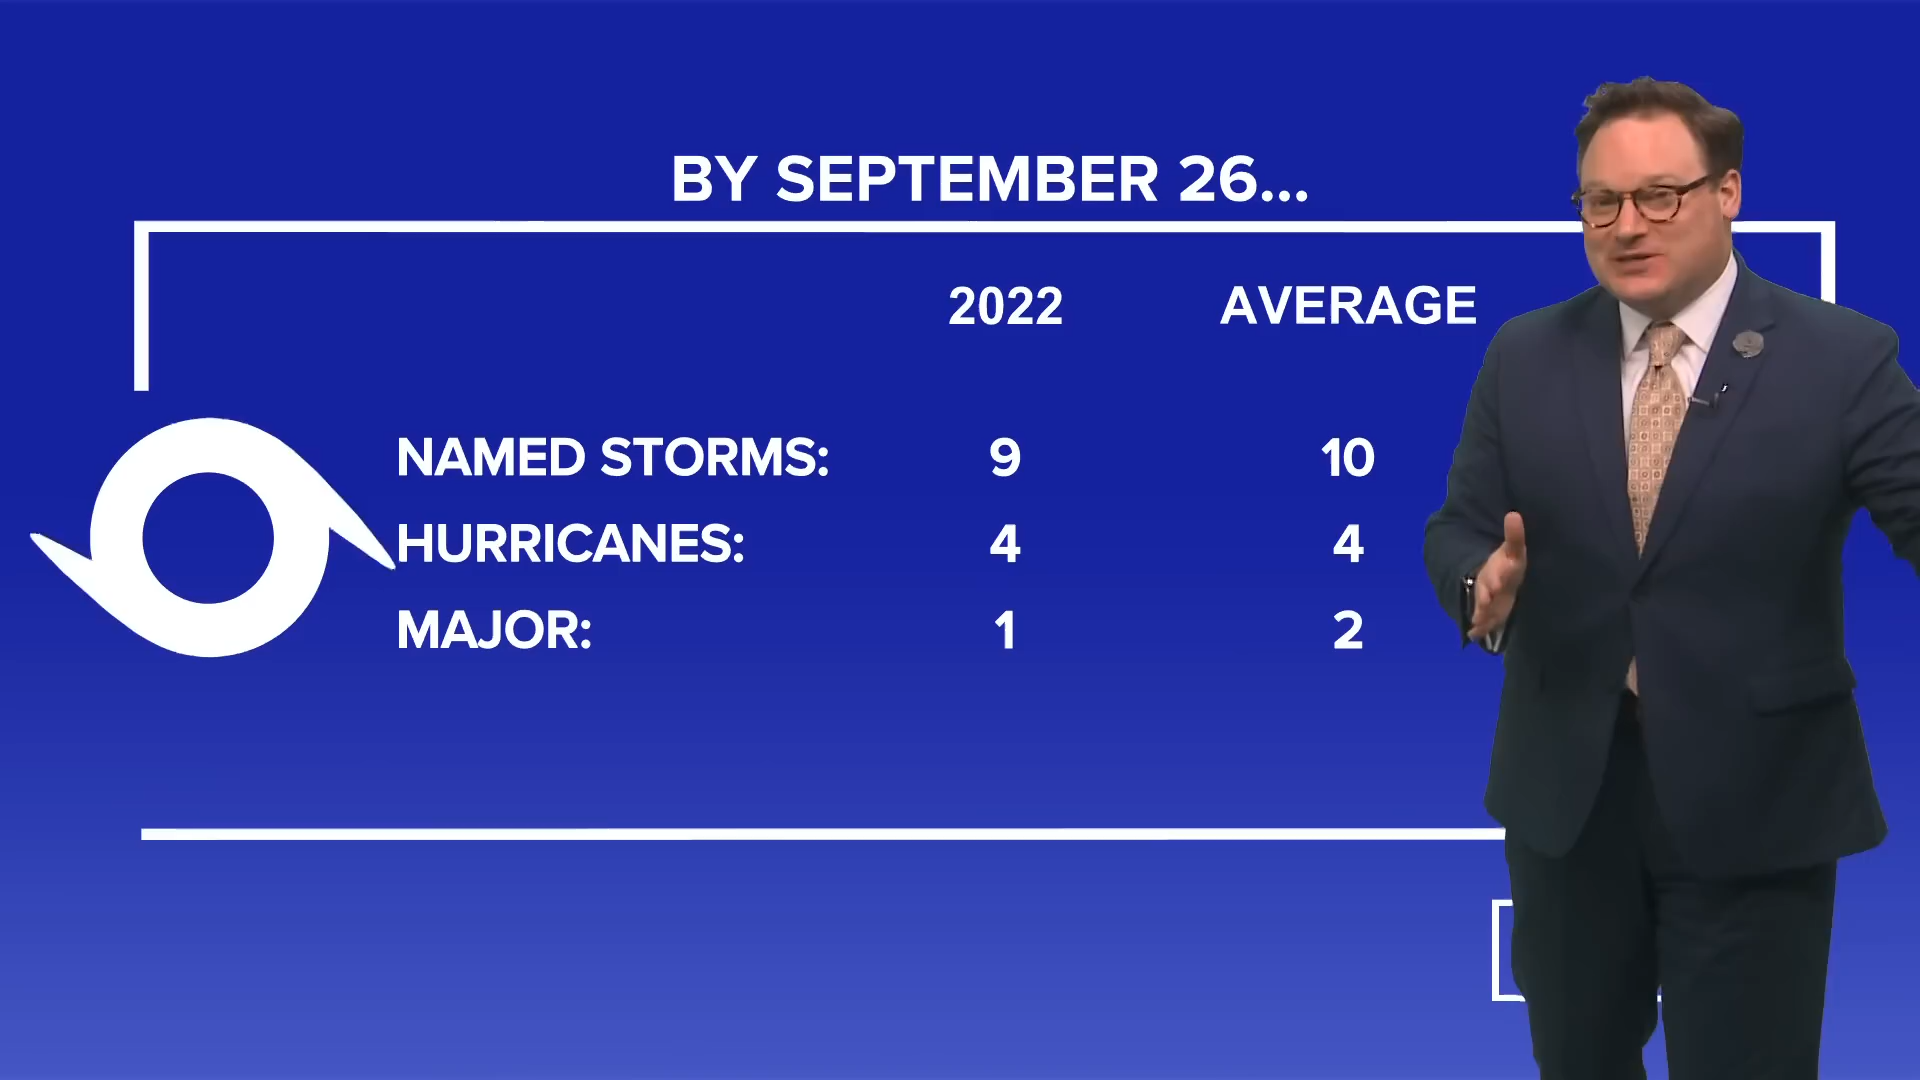 BY SEPTEMBER 26...
2022 AVERAGE
NAMED STORMS: 9 10
HURRICANES: 4 4
MAJOR: 1 2